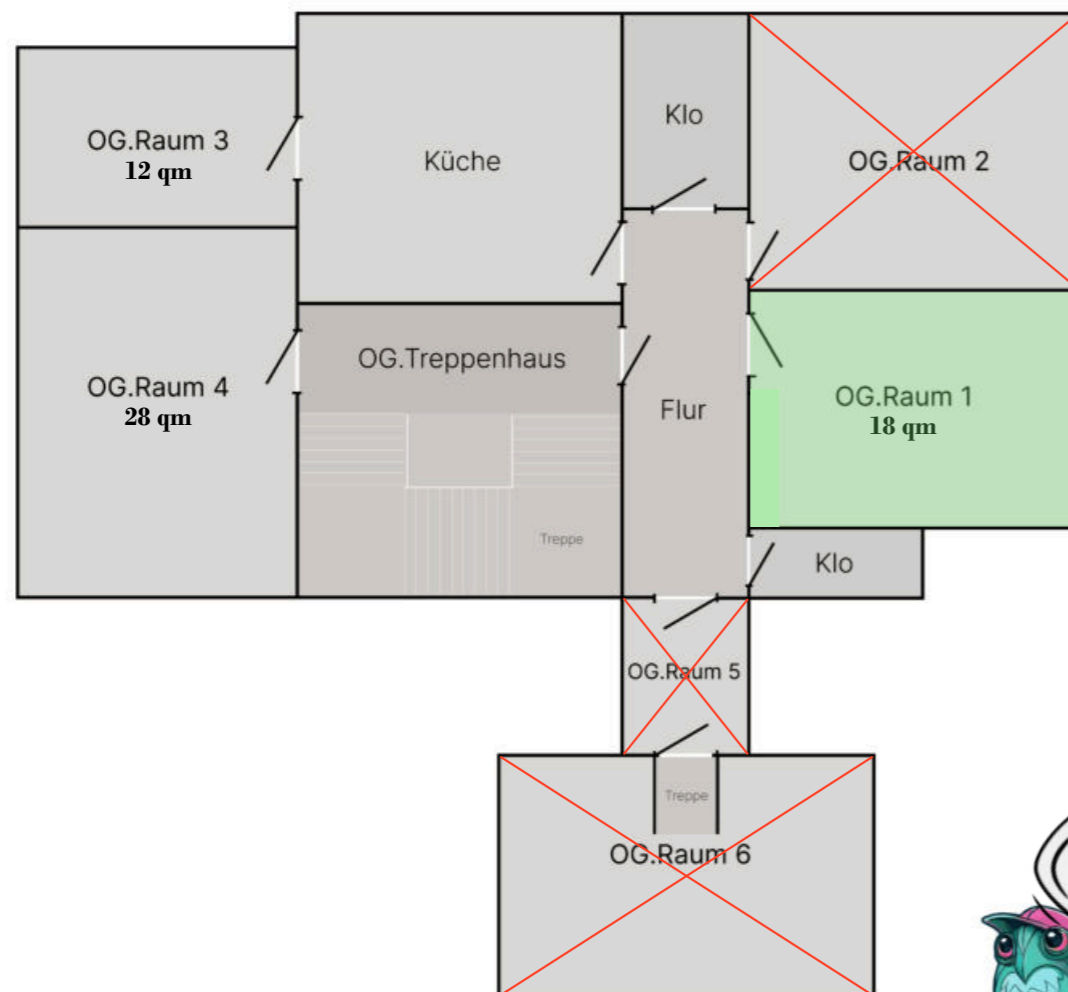 Klo
OG.Raum 3
12 qm
Küche
OG.Raum 2
OG.Treppenhaus
OG.Raum 4
28 qm
Flur
OG.Raum 1
18 qm
Treppe
Klo
OG.Raum 5
Treppe
OG.Raum 6